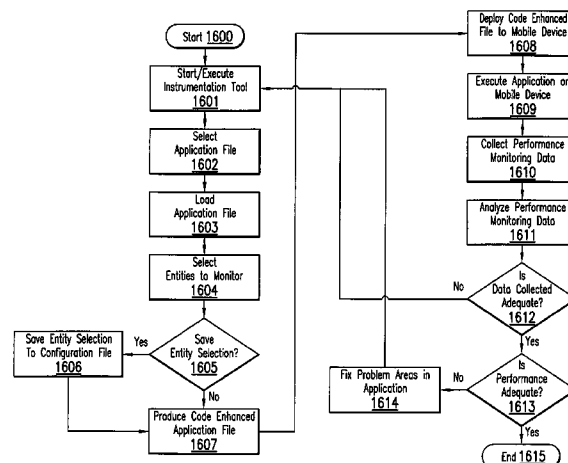 Start 1600
Start/Execute
Instrumentation Tool
1601
Select
Application File
1602
Load
Application File
1603
Select
Entities to Monitor
1604
Save
Entity Selection?
1605
Yes
No
Save Entity Selection
To Configuration File
1606
Produce Code Enhanced
Application File
1607
Deploy Code Enhanced
File to Mobile Device
1608
Execute Application on
Mobile Device
1609
Collect Performance
Monitoring Data
1610
Analyze Performance
Monitoring Data
1611
Is
Data Collected
Adequate?
1612
No
Yes
Is
Performance
Adequate?
1613
No
Yes
Fix Problem Areas in
Application
1614
End 1615